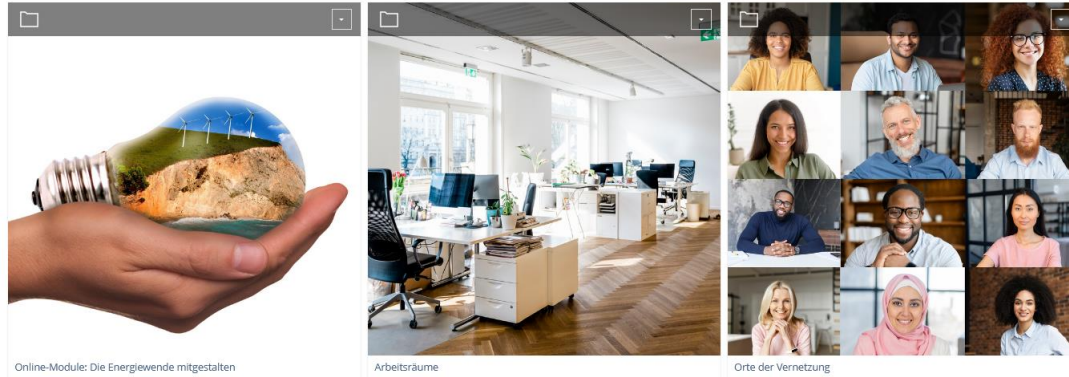 Online-Module: Die Energiewende mitgestalten
Arbeitsräume
Orte der Vernetzung